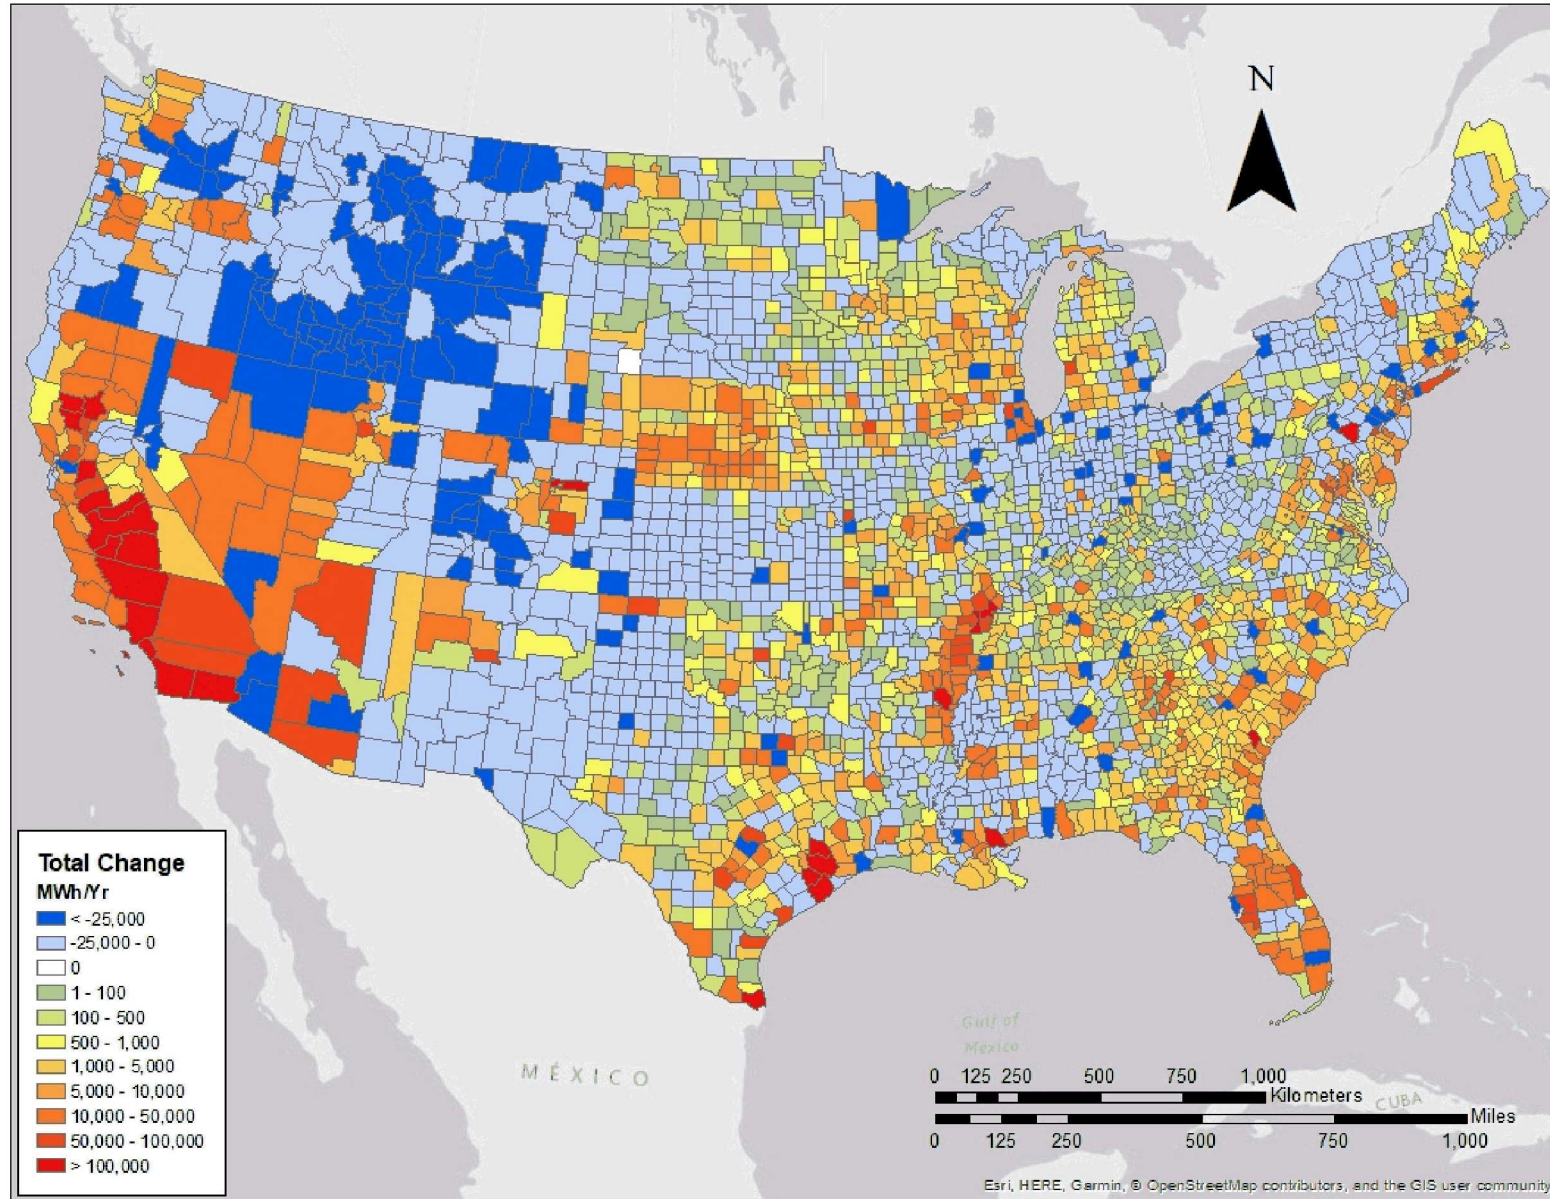 N
Total Change
MWh/Yr
< -25,000
-25,000 - 0
0
1 - 100
100 - 500
500 - 1,000
1,000 - 5,000
5,000 - 10,000
10,000 - 50,000
50,000 - 100,000
> 100,000
MÉXICO
Gulf of
Mexico
CUBA
0 125 250 500 750 1,000
Kilometers
Miles
0 125 250 500 750 1,000
Esri, HERE, Garmin, © OpenStreetMap contributors, and the GIS user community